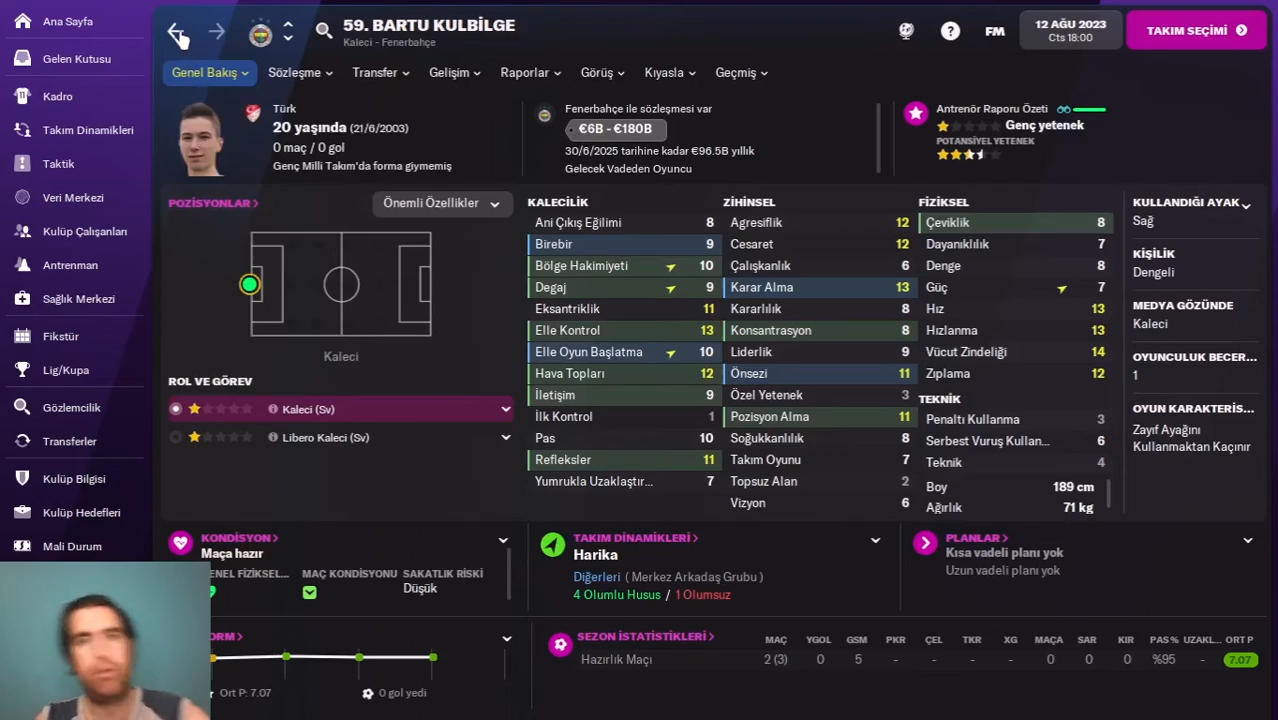 Ana Sayfa
Gelen Kutusu
Kadro
Takım Dinamikleri
Taktik
Veri Merkezi
Kulüp Çalışanları
Antrenman
Sağlık Merkezi
Fikstür
Lig/Kupa
Gözlemcilik
Transferler
Kulüp Bilgisi
Kulüp Hedefleri
Mali Durum
59. BARTU KULBİLGE
Kaleci - Fenerbahçe
?
FM
12 AĞU 2023
Cts 18:00
TAKIM SEÇİMİ
Genel Bakış
Sözleşme
Transfer
Gelişim
Raporlar
Görüş
Kıyasla
Geçmiş
Türk
20 yaşında (21/6/2003)
0 maç / 0 gol
Genç Milli Takım'da forma giymemiş
Fenerbahçe ile sözleşmesi var
€6B - €180B
30/6/2025 tarihine kadar €96.5B yıllık
Gelecek Vadeden Oyuncu
Antrenör Raporu Özeti
Genç yetenek
POTANSİYEL YETENEK
POZİSYONLAR
Önemli Özellikler
Kaleci
ROL VE GÖREV
Kaleci (Sv)
Libero Kaleci (Sv)
KALECİLİK
Ani Çıkış Eğilimi 8
Birebir 9
Bölge Hakimiyeti 10
Degaj 9
Eksantriklik 11
Elle Kontrol 13
Elle Oyun Başlatma 10
Hava Topları 12
İletişim 9
İlk Kontrol 1
Pas 10
Refleksler 11
Yumrukla Uzaklaştır... 7
ZİHİNSEL
Agresiflik 12
Cesaret 12
Çalışkanlık 6
Karar Alma 13
Kararlılık 8
Konsantrasyon 8
Liderlik 9
Önsezi 11
Özel Yetenek 3
Pozisyon Alma 11
Soğukkanlılık 8
Takım Oyunu 7
Topsuz Alan 2
Vizyon 6
FİZİKSEL
Çeviklik 8
Dayanıklılık 7
Denge 8
Güç 7
Hız 13
Hızlanma 13
Vücut Zindeliği 14
Zıplama 12
TEKNİK
Penaltı Kullanma 3
Serbest Vuruş Kullan... 6
Teknik 4
Boy 189 cm
Ağırlık 71 kg
KULLANDIĞI AYAK
Sağ
KİŞİLİK
Dengeli
MEDYA GÖZÜNDE
Kaleci
OYUNCULUK BECER...
1
OYUN KARAKTERİS...
Zayıf Ayağını
Kullanmaktan Kaçınır
KONDİSYON
Maça hazır
ENEL FİZİKSEL... MAÇ KONDİSYONU SAKATLIK RİSKİ
Düşük
TAKIM DİNAMİKLERİ
Harika
Diğerleri ( Merkez Arkadaş Grubu )
4 Olumlu Husus / 1 Olumsuz
PLANLAR
Kısa vadeli planı yok
Uzun vadeli planı yok
ORM
Ort P: 7.07
0 gol yedi
SEZON İSTATİSTİKLERİ MAÇ YGOL GSM PKR ÇEL TKR XG MAÇA SAR KIR PAS % UZAKL... ORT P
Hazırlık Maçı 2 (3) 0 5 - - - - 0 0 0 %95 - 7.07